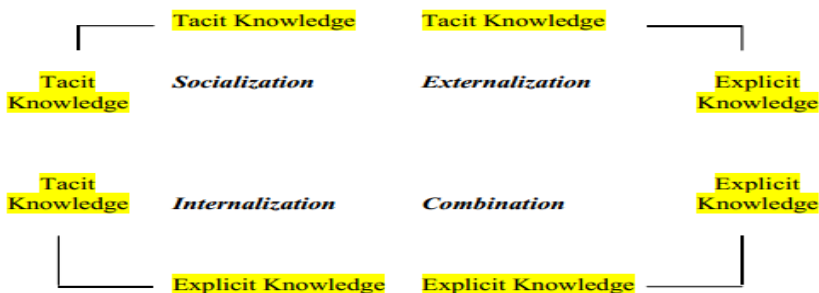 Tacit Knowledge Tacit Knowledge
Tacit Knowledge Socialization Externalization Explicit Knowledge
Tacit Knowledge Internalization Combination Explicit Knowledge
Explicit Knowledge Explicit Knowledge